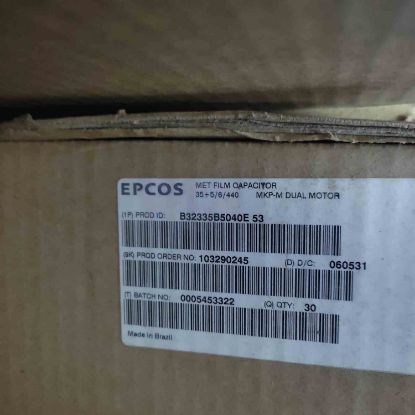 EPCOS MET FILM CAPACITOR
35+5/6/440 MKP-M DUAL MOTOR
(1P) PROD ID: B32335B5040E 53
(9K) PROD ORDER NO: 103290245 (D) D/C: 060531
(T) BATCH NO: 0005453322 (Q) QTY: 30
Made in Brazil